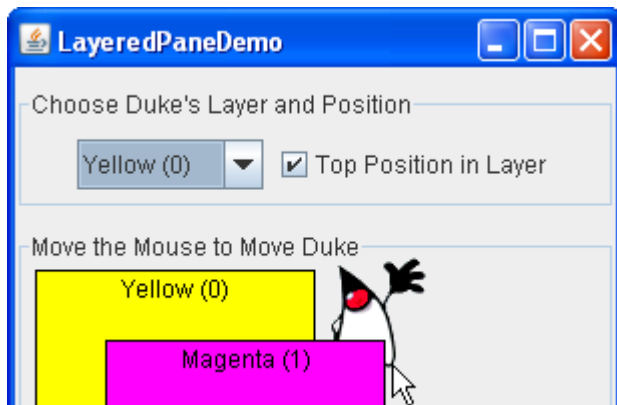 LayeredPaneDemo
Choose Duke's Layer and Position
Yellow (0) Top Position in Layer
Move the Mouse to Move Duke
Yellow (0)
Magenta (1)